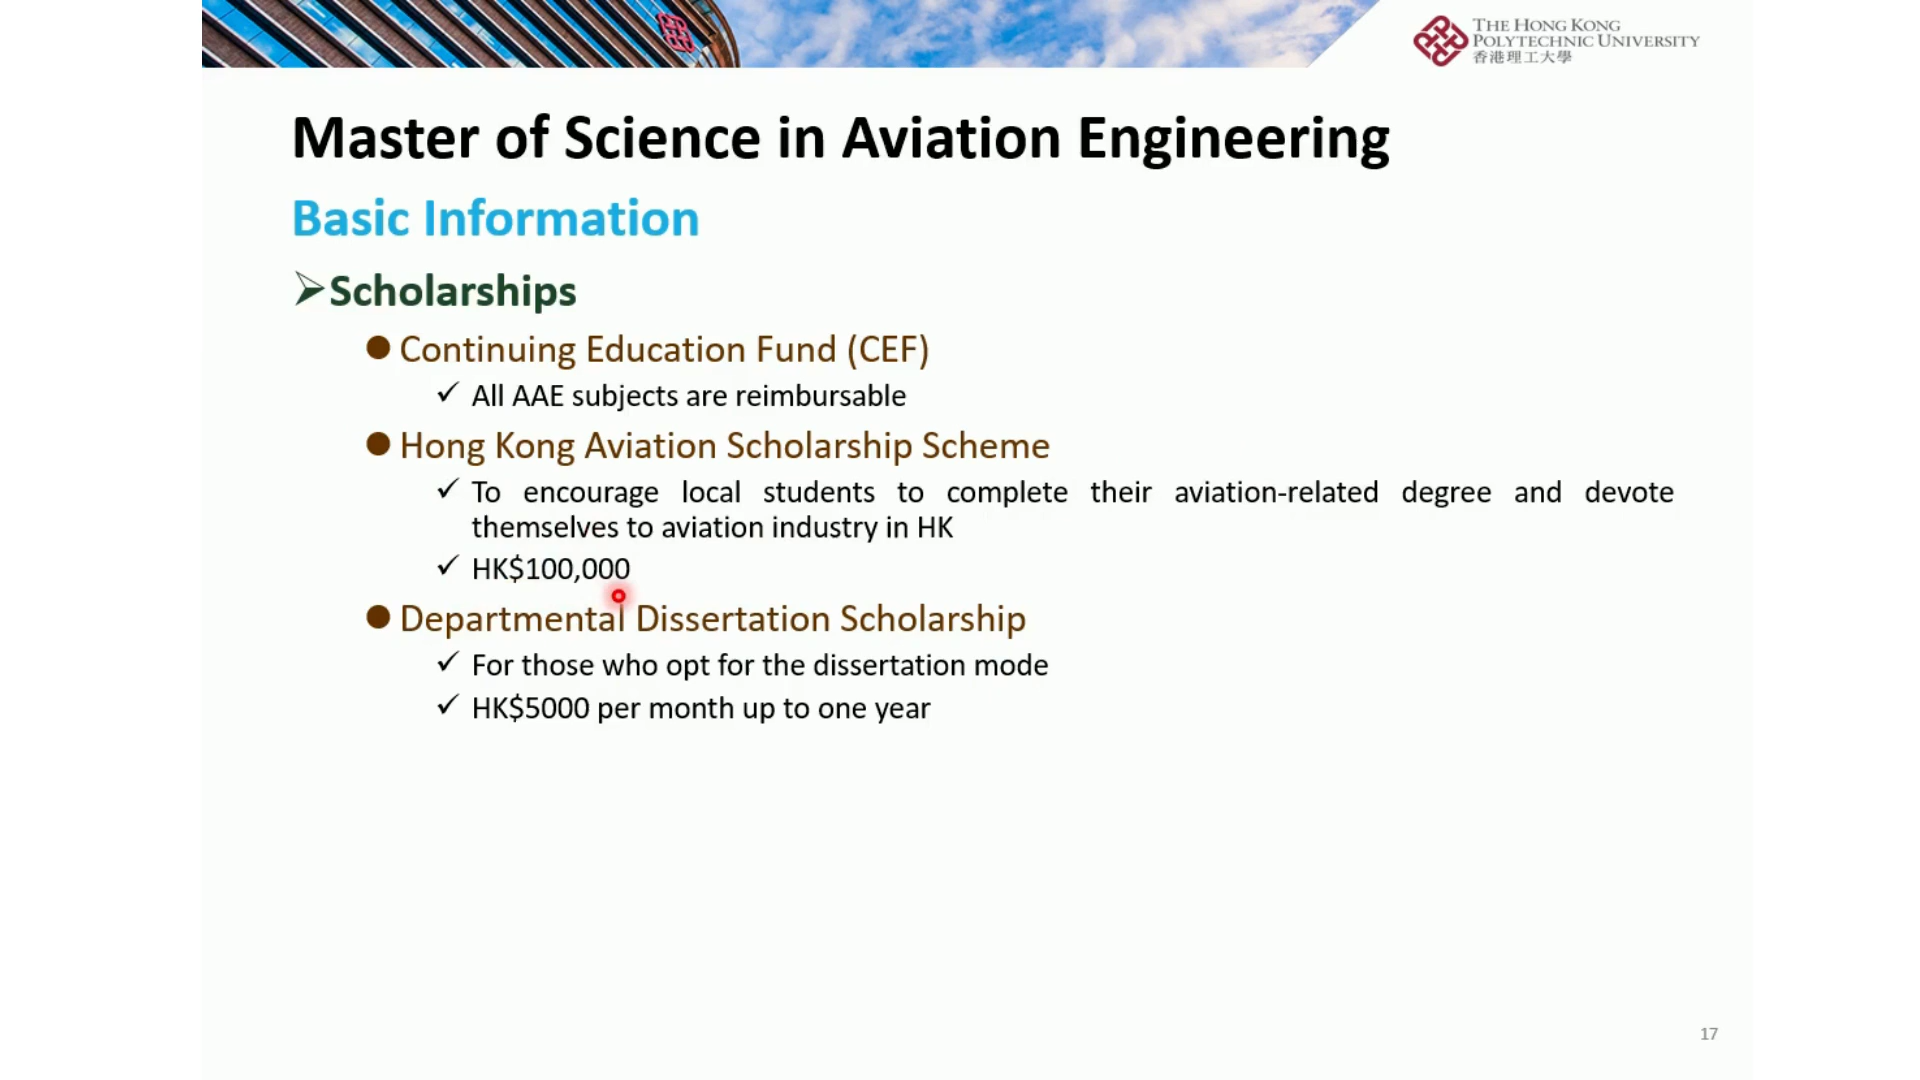 THE HONG KONG
POLYTECHNIC UNIVERSITY
香港理工大學
Master of Science in Aviation Engineering
Basic Information
➢Scholarships
● Continuing Education Fund (CEF)
✓ All AAE subjects are reimbursable
● Hong Kong Aviation Scholarship Scheme
✓ To encourage local students to complete their aviation-related degree and devote
themselves to aviation industry in HK
✓ HK$100,000
● Departmental Dissertation Scholarship
✓ For those who opt for the dissertation mode
✓ HK$5000 per month up to one year
17